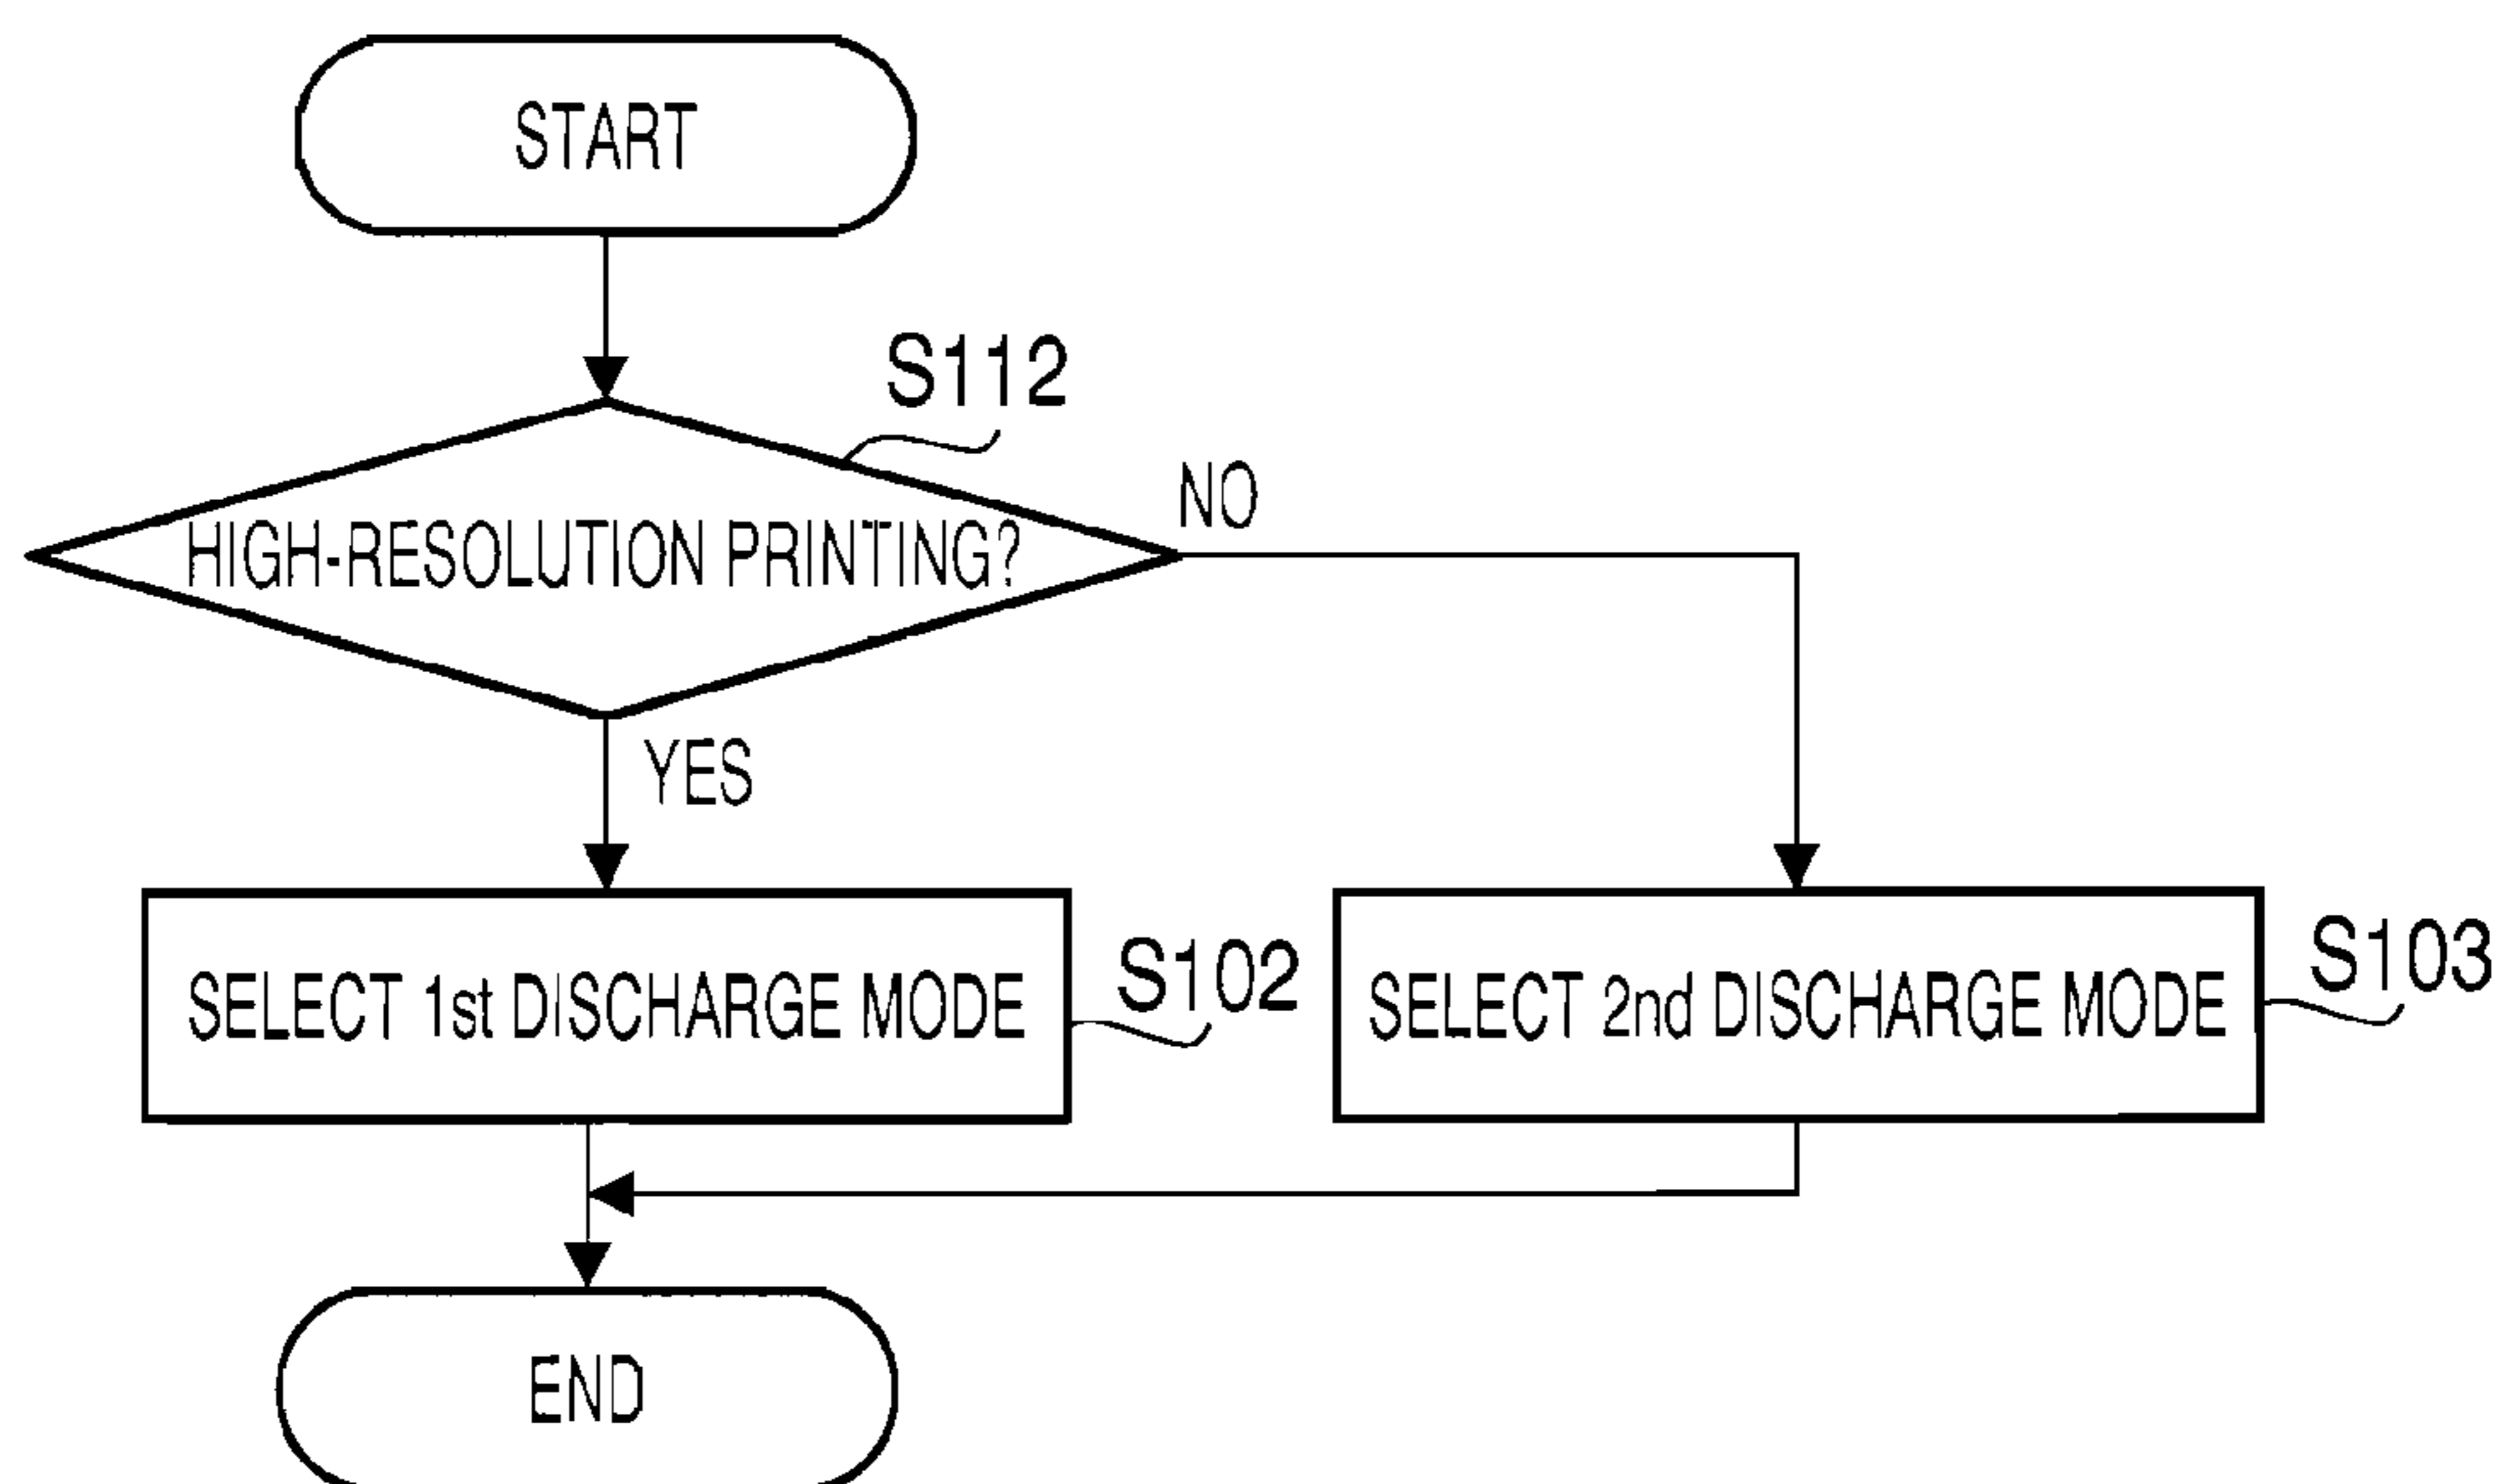 START
S112
NO
HIGH-RESOLUTION PRINTING?
YES
SELECT 1st DISCHARGE MODE
S102
SELECT 2nd DISCHARGE MODE
S103
END